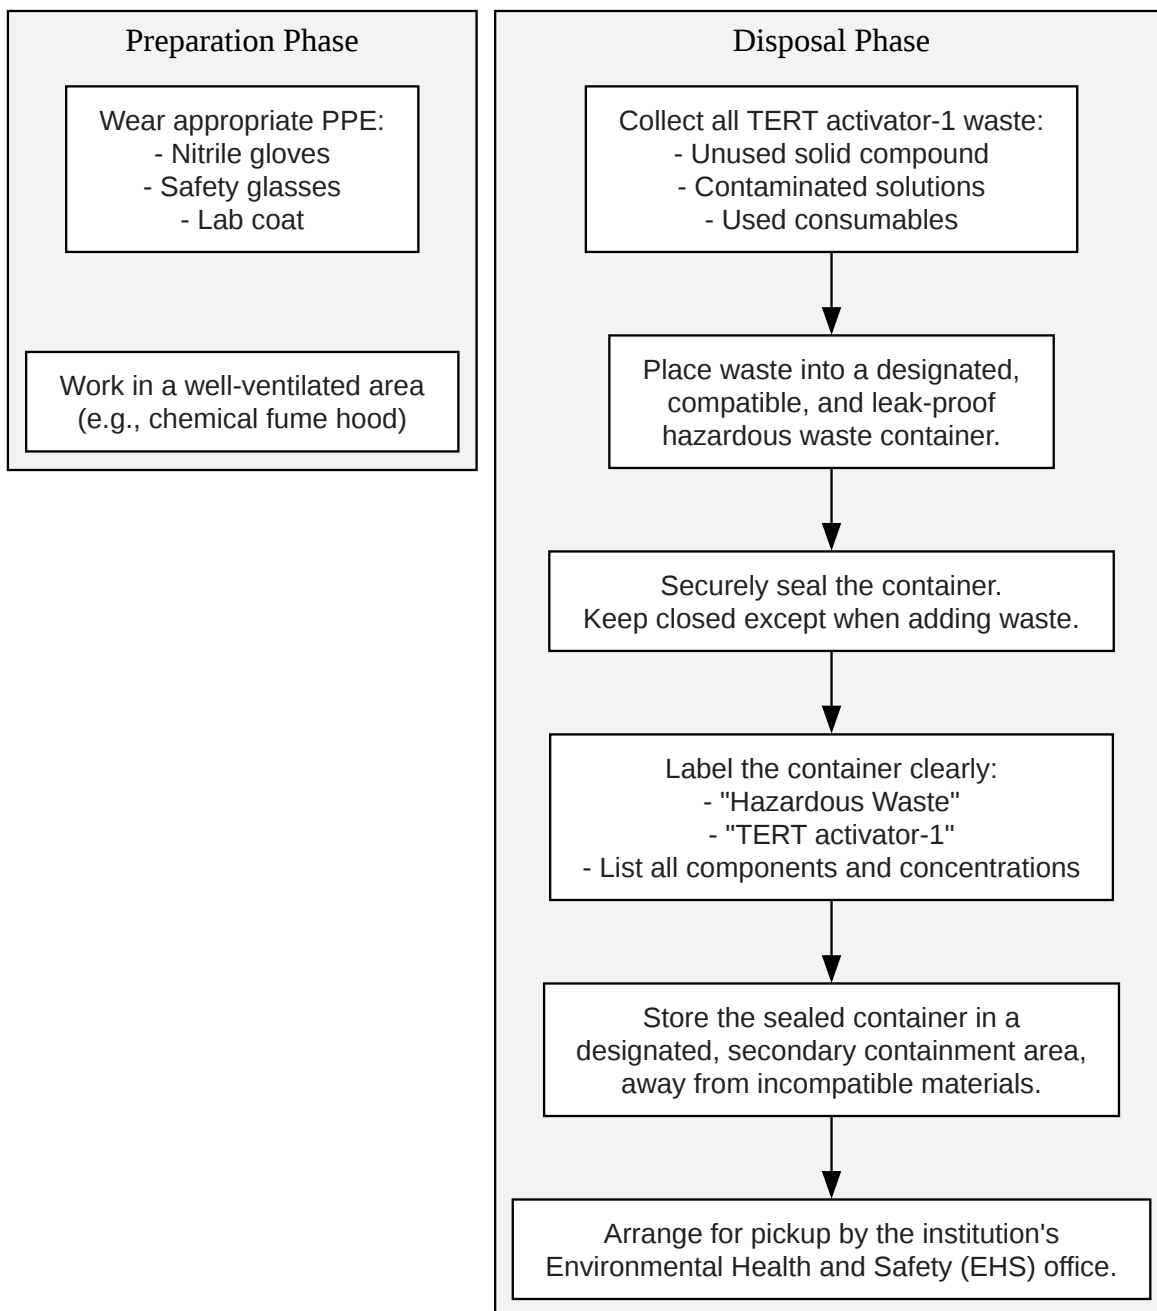 Preparation Phase
Wear appropriate PPE:
- Nitrile gloves
- Safety glasses
- Lab coat
Work in a well-ventilated area
(e.g., chemical fume hood)
Disposal Phase
Collect all TERT activator-1 waste:
- Unused solid compound
- Contaminated solutions
- Used consumables
Place waste into a designated,
compatible, and leak-proof
hazardous waste container.
Securely seal the container.
Keep closed except when adding waste.
Label the container clearly:
- "Hazardous Waste"
- "TERT activator-1"
- List all components and concentrations
Store the sealed container in a
designated, secondary containment area,
away from incompatible materials.
Arrange for pickup by the institution's
Environmental Health and Safety (EHS) office.